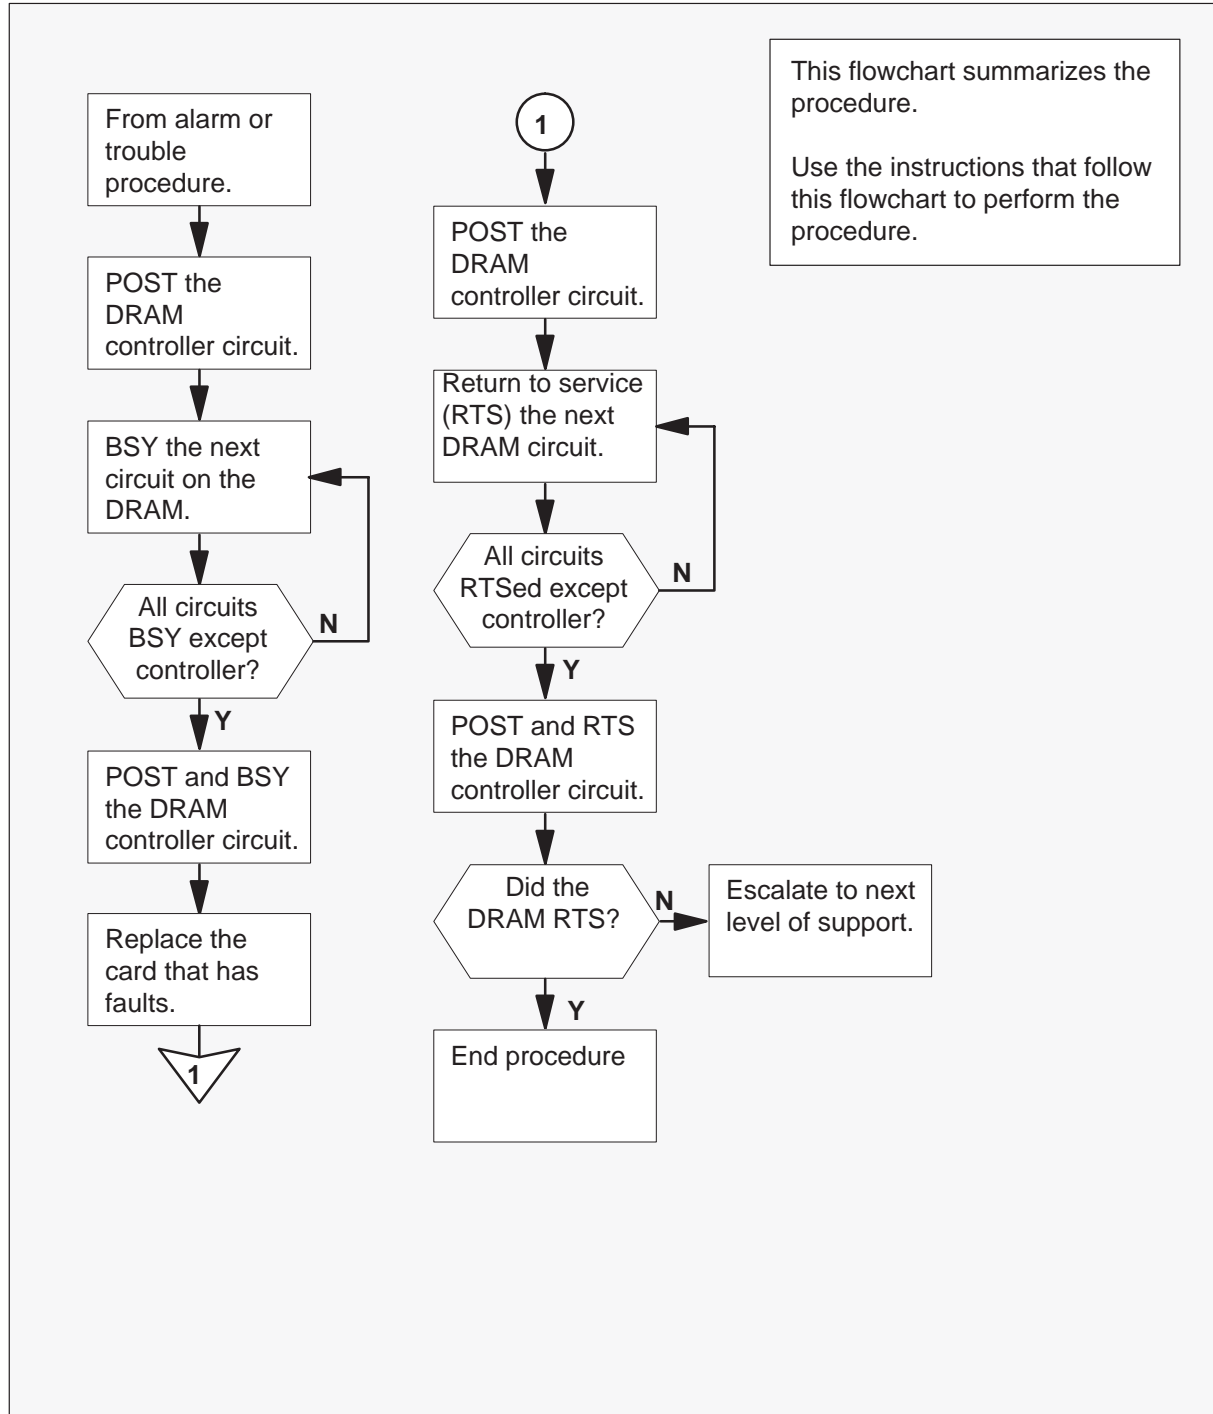 From alarm or
trouble
procedure.
POST the
DRAM
controller circuit.
BSY the next
circuit on the
DRAM.
All circuits
BSY except
controller?
N
Y
POST and BSY
the DRAM
controller circuit.
Replace the
card that has
faults.
1
1
POST the
DRAM
controller circuit.
Return to service
(RTS) the next
DRAM circuit.
All circuits
RTSed except
controller?
N
Y
POST and RTS
the DRAM
controller circuit.
Did the
DRAM RTS?
N
Escalate to next
level of support.
Y
End procedure
This flowchart summarizes the
procedure.
Use the instructions that follow
this flowchart to perform the
procedure.